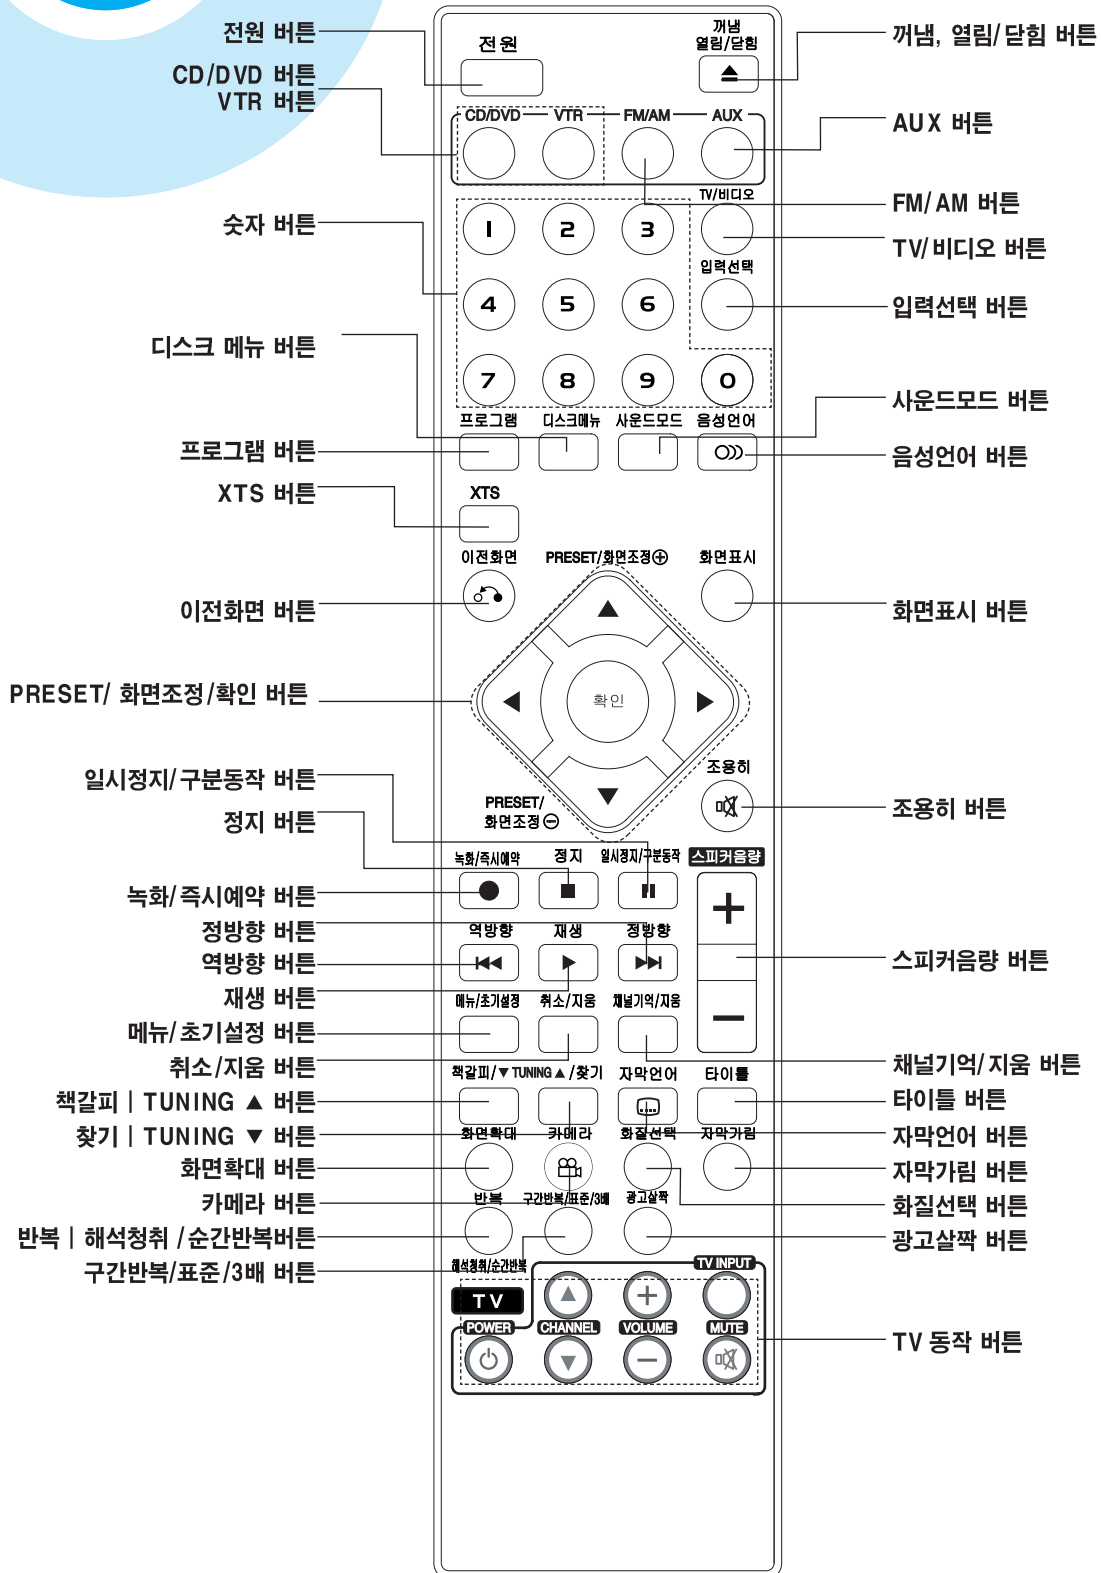 전원 버튼
CD/DVD 버튼
VTR 버튼
숫자 버튼
디스크 메뉴 버튼
프로그램 버튼
XTS 버튼
이전화면 버튼
PRESET/ 화면조정/확인 버튼
일시정지/구분동작 버튼
정지 버튼
녹화/즉시예약 버튼
정방향 버튼
역방향 버튼
재생 버튼
메뉴/초기설정 버튼
취소/지움 버튼
책갈피 | TUNING ▲ 버튼
찾기 | TUNING ▼ 버튼
화면확대 버튼
카메라 버튼
반복 | 해석청취 /순간반복버튼
구간반복/표준/3배 버튼
전원
꺼냄
열림/닫힘
CD/DVD VTR FM/AM AUX
TV/비디오
1 2 3
입력선택
4 5 6
7 8 9 0
프로그램 디스크메뉴 사운드모드 음성언어
XTS
이전화면 PRESET/화면조정⊕ 화면표시
확인
조용히
PRESET/
화면조정⊖
녹화/즉시예약 정지 일시정지/구분동작 스피커음량
역방향 재생 정방향
메뉴/초기설정 취소/지움 채널기억/지움
책갈피/▼ TUNING ▲ /찾기 자막언어 타이틀
화면확대 카메라 화질선택 자막가림
반복 구간반복/표준/3배 광고살짝
해석청취/순간반복
TV INPUT
TV
POWER CHANNEL VOLUME MUTE
꺼냄, 열림/닫힘 버튼
AUX 버튼
FM/AM 버튼
TV/비디오 버튼
입력선택 버튼
사운드모드 버튼
음성언어 버튼
화면표시 버튼
조용히 버튼
스피커음량 버튼
채널기억/지움 버튼
타이틀 버튼
자막언어 버튼
자막가림 버튼
화질선택 버튼
광고살짝 버튼
TV 동작 버튼